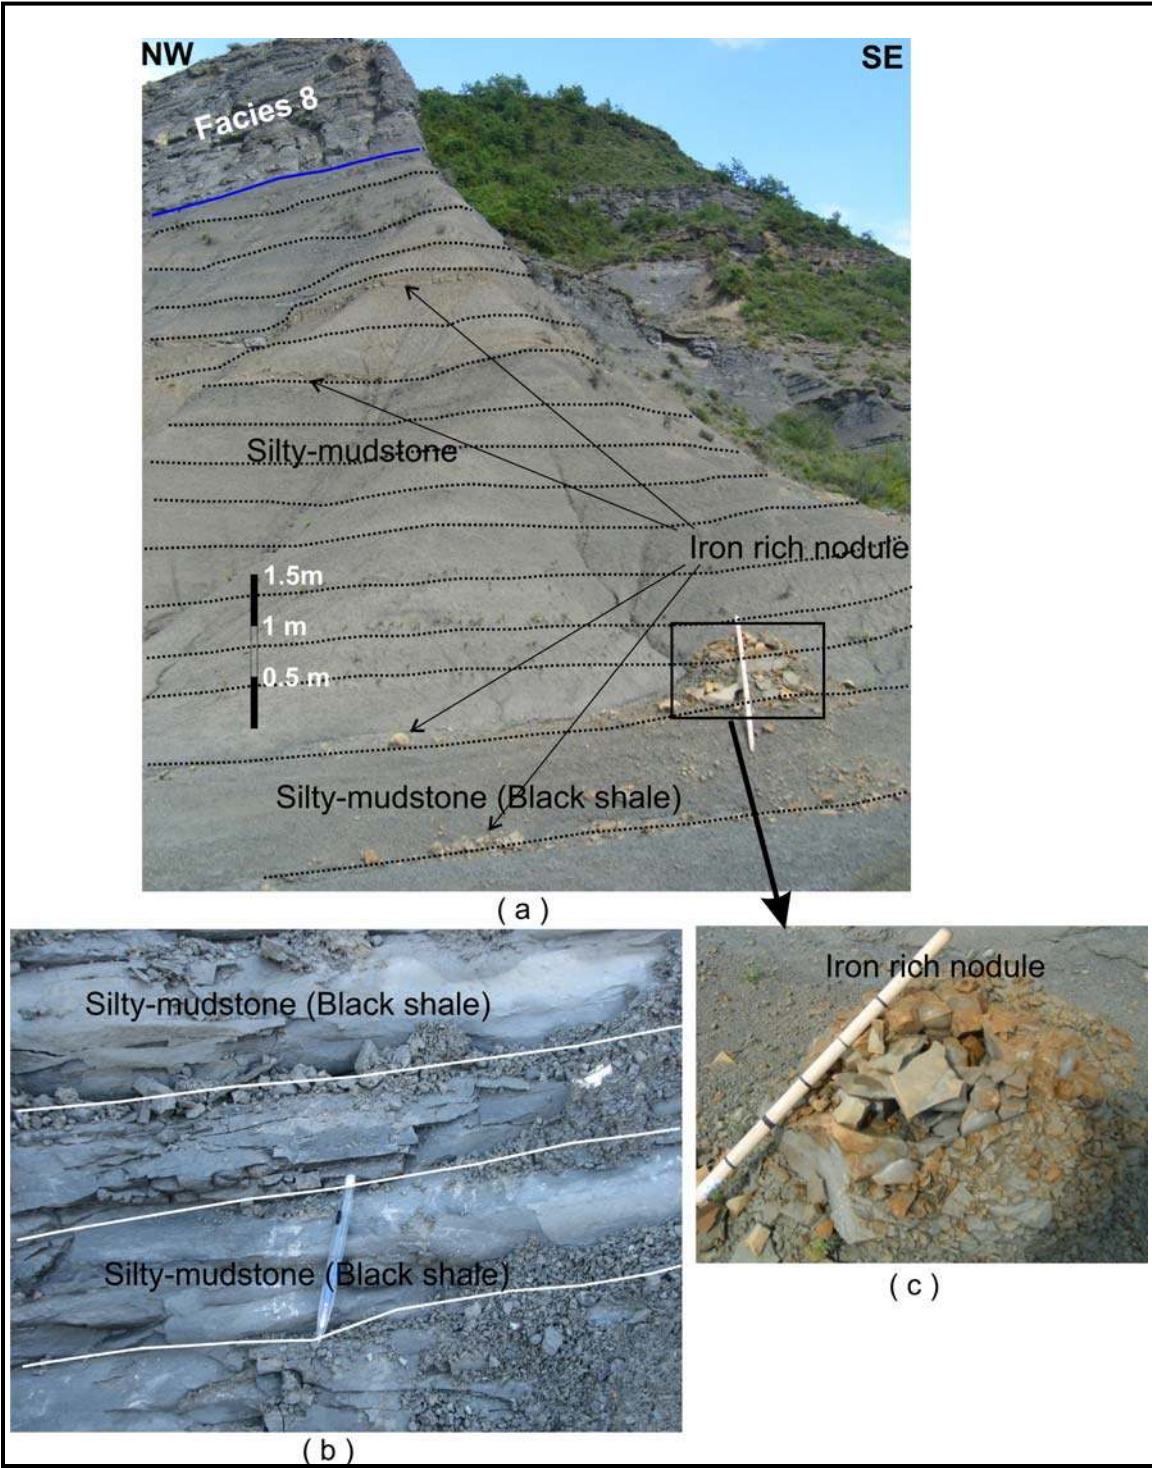 NW
SE
Facies 8
Silty-mudstone
Iron rich nodule
1.5m
1 m
0.5 m
Silty-mudstone (Black shale)
( a )
Silty-mudstone (Black shale)
Iron rich nodule
Silty-mudstone (Black shale)
( c )
( b )